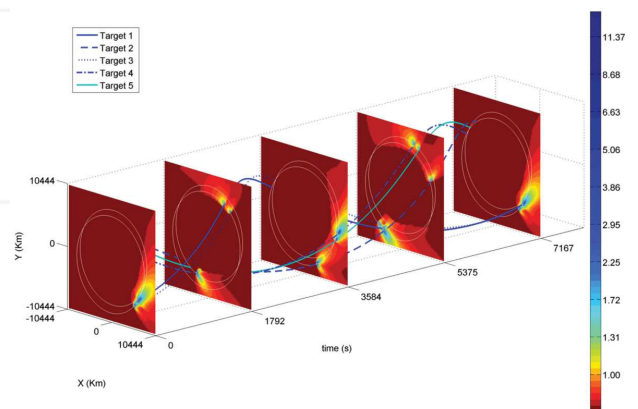 Target 1
Target 2
Target 3
Target 4
Target 5
11.37
8.68
6.63
5.06
3.86
2.95
2.25
1.72
1.31
1.00
10444
0
-10444
Y (Km)
-10444
0
10444
X (Km)
0
1792
3584
5375
7167
time (s)